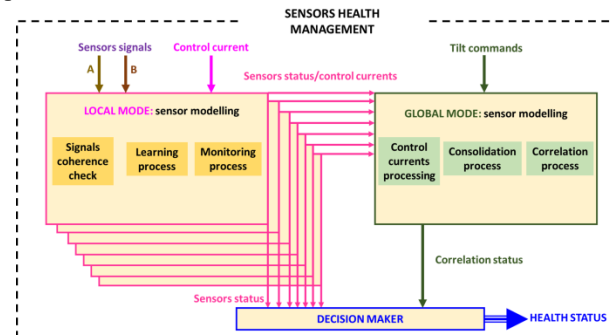 SENSORS HEALTH
MANAGEMENT
Sensors signals
Control current
Tilt commands
A
B
Sensors status/control currents
LOCAL MODE: sensor modelling
GLOBAL MODE: sensor modelling
Signals
coherence
check
Learning
process
Monitoring
process
Control
currents
processing
Consolidation
process
Correlation
process
Correlation status
Sensors status
DECISION MAKER
HEALTH STATUS